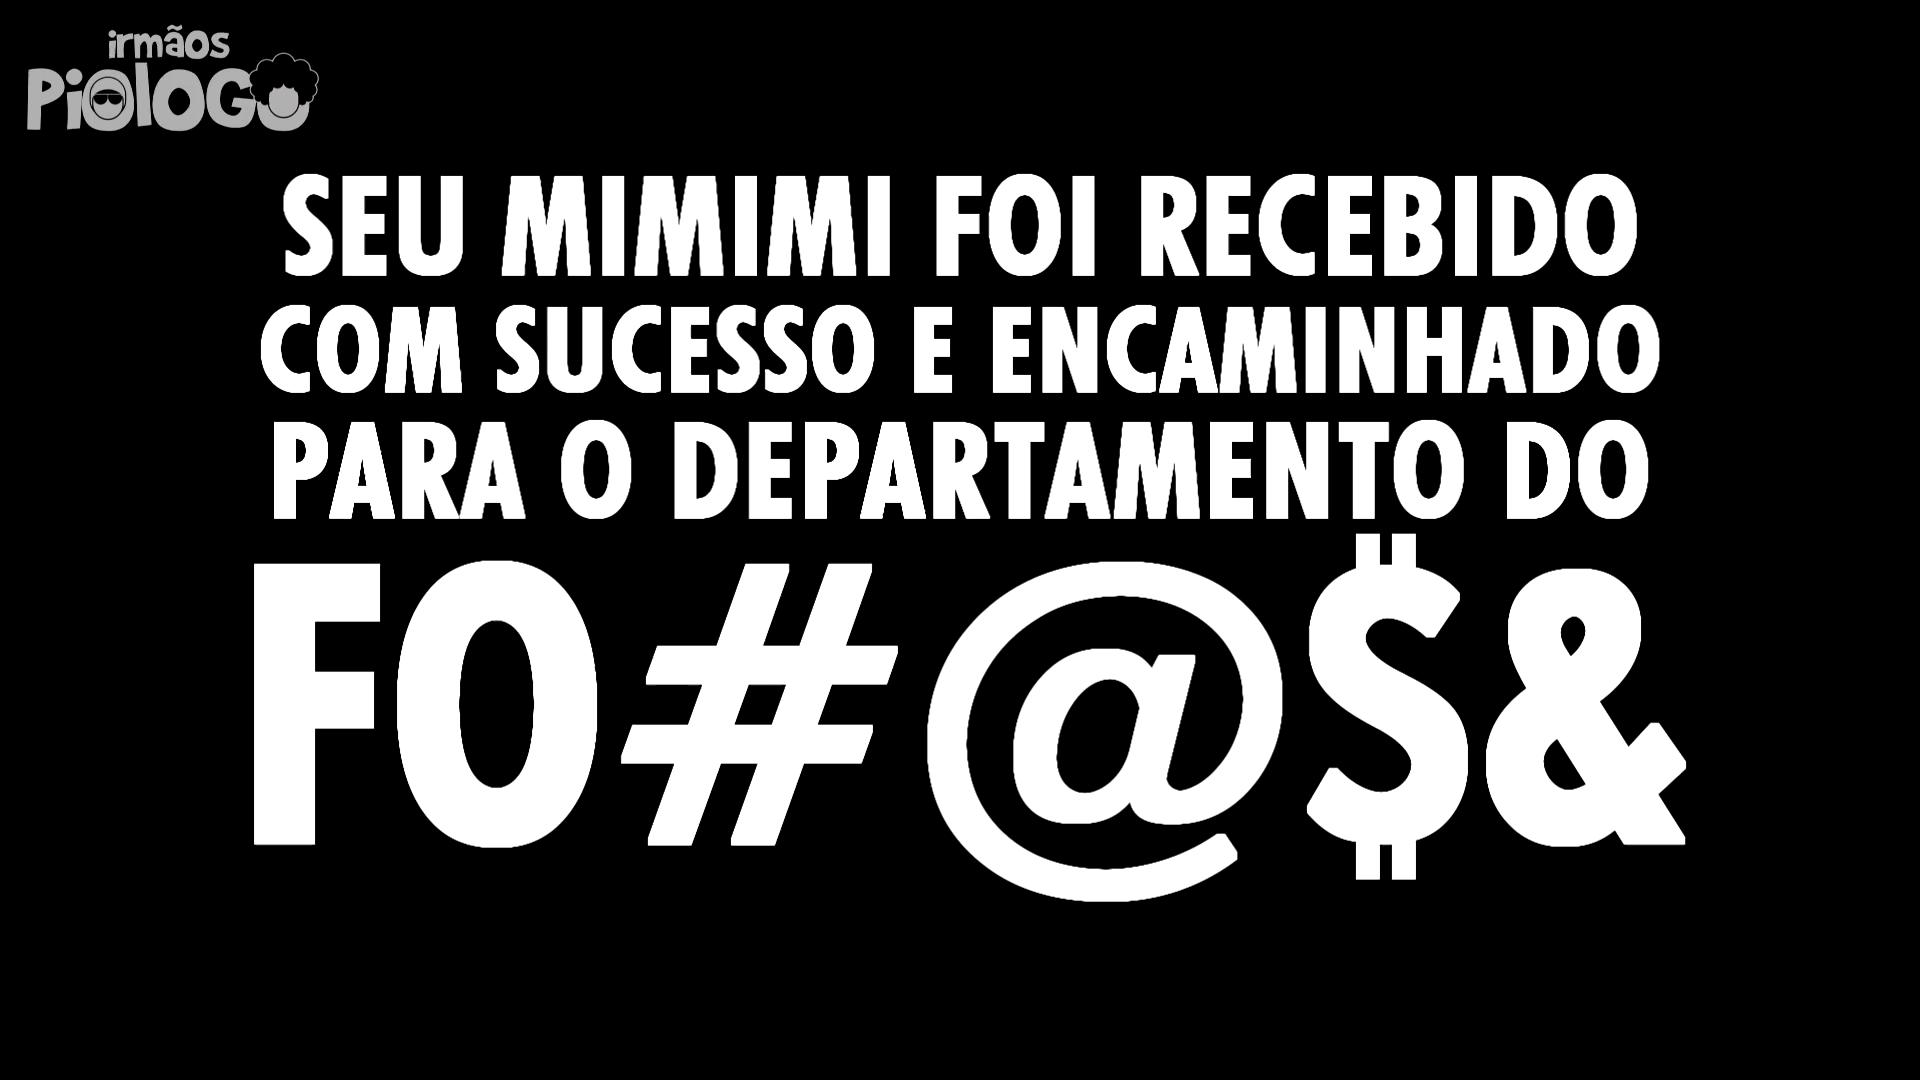 irmãos
PiOLOGO
SEU MIMIMI FOI RECEBIDO
COM SUCESSO E ENCAMINHADO
PARA O DEPARTAMENTO DO
FO#@$&